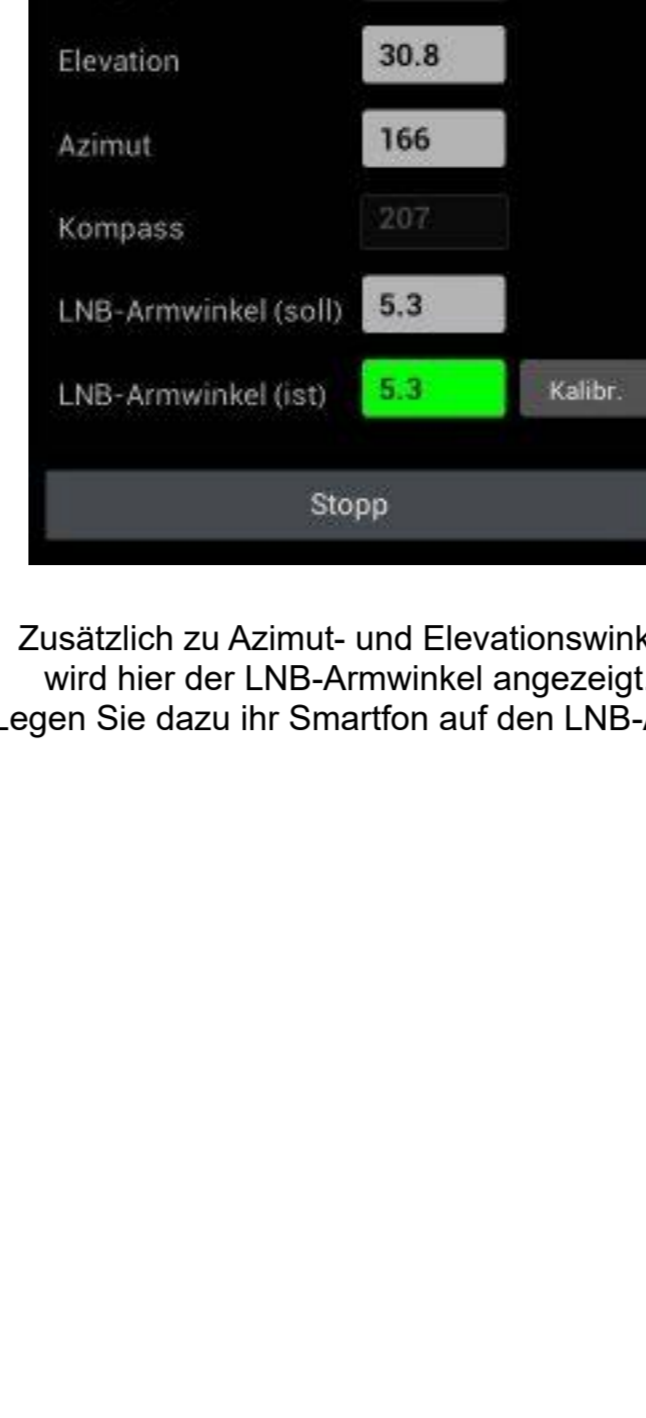 Elevation 30.8
Azimut 166
Kompass 207
LNB-Armwinkel (soll) 5.3
LNB-Armwinkel (ist) 5.3 Kalibr.
Stopp
Zusätzlich zu Azimut- und Elevationswink
wird hier der LNB-Armwinkel angezeigt.
Legen Sie dazu ihr Smartfon auf den LNB-